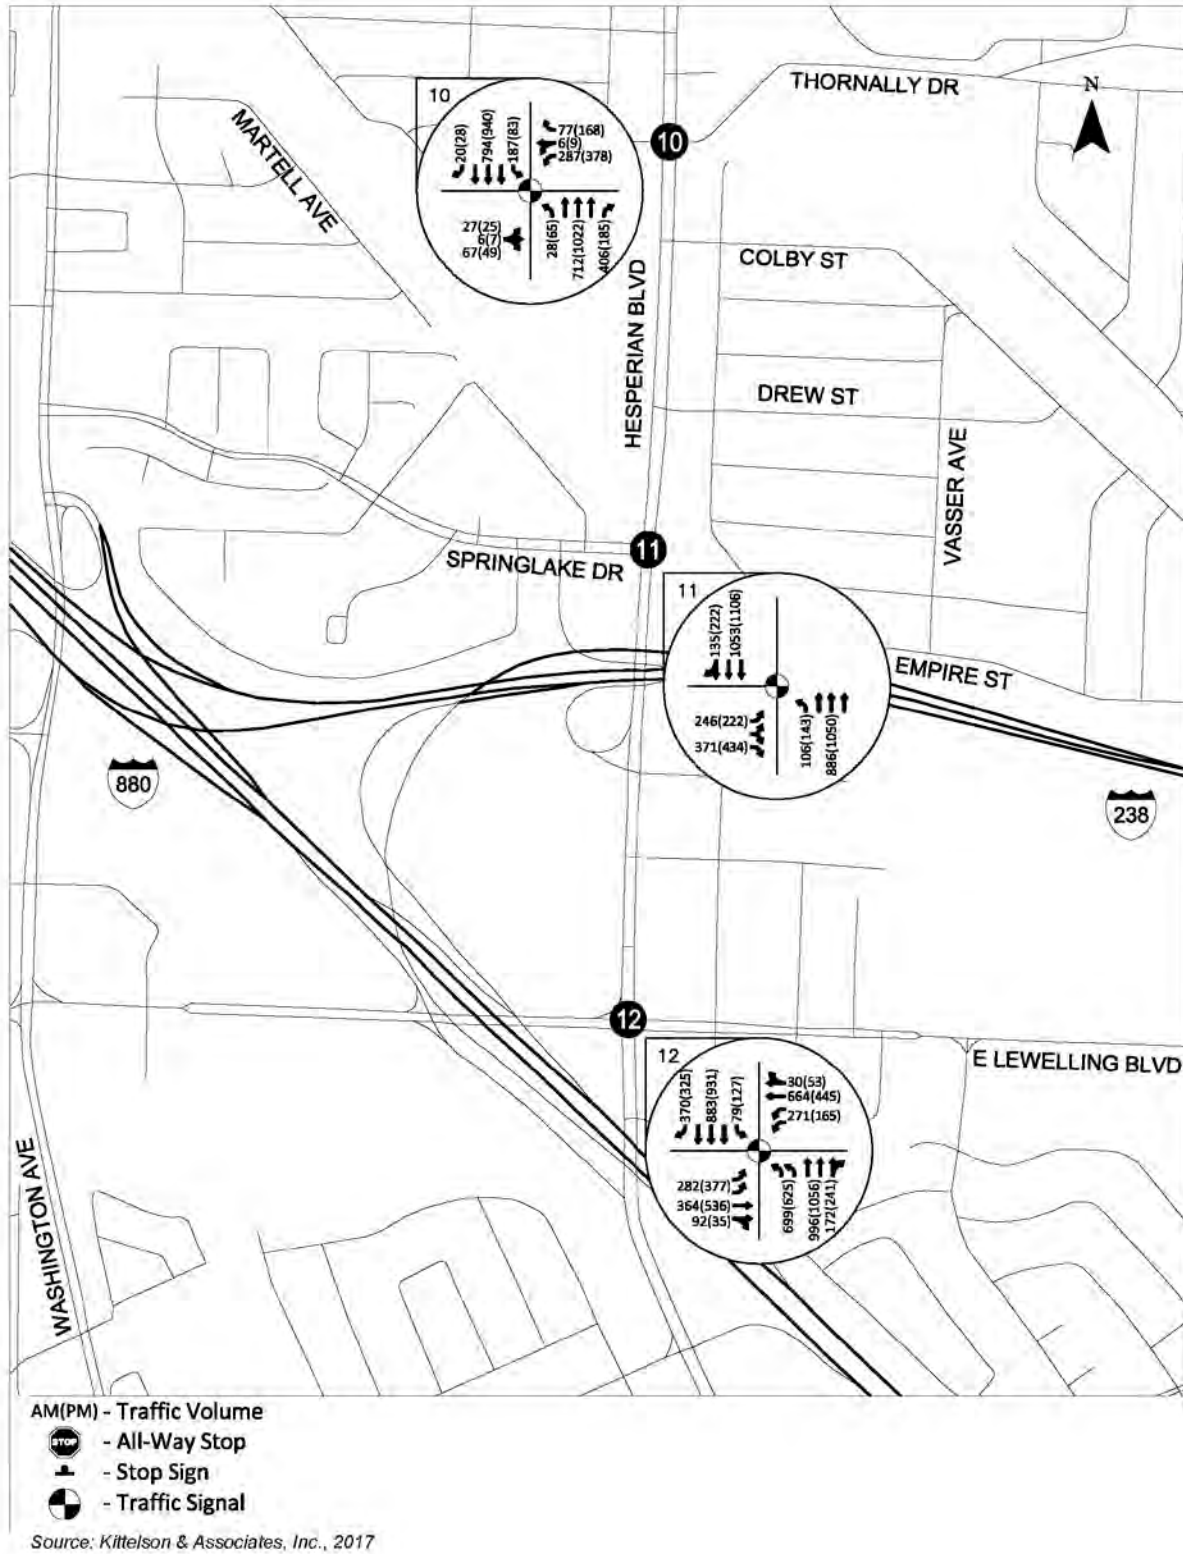 THORNALLY DR
N
10
20(28)
794(940)
187(83)
77(168)
6(9)
287(378)
27(25)
6(7)
67(49)
28(65)
712(1022)
406(185)
10
MARTELL AVE
HESPERIAN BLVD
COLBY ST
DREW ST
VASSER AVE
11
SPRINGLAKE DR
11
135(222)
1053(1106)
246(222)
371(434)
106(143)
886(1050)
EMPIRE ST
880
238
12
E LEWELLING BLVD
12
370(325)
883(931)
79(127)
30(53)
664(445)
271(165)
282(377)
364(536)
92(35)
699(625)
996(1056)
172(241)
WASHINGTON AVE
AM(PM) - Traffic Volume
STOP - All-Way Stop
- Stop Sign
- Traffic Signal
Source: Kittelson & Associates, Inc., 2017